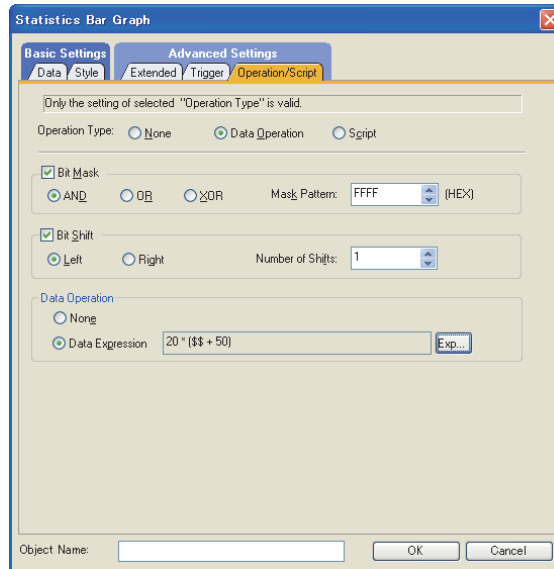 Statistics Bar Graph
Basic Settings Advanced Settings
Data Style Extended Trigger Operation/Script
Only the setting of selected "Operation Type" is valid.
Operation Type: None Data Operation Script
Bit Mask
AND OR XOR Mask Pattern: FFFF (HEX)
Bit Shift
Left Right Number of Shifts: 1
Data Operation
None
Data Expression 20 * ($$ + 50) Exp...
Object Name: OK Cancel